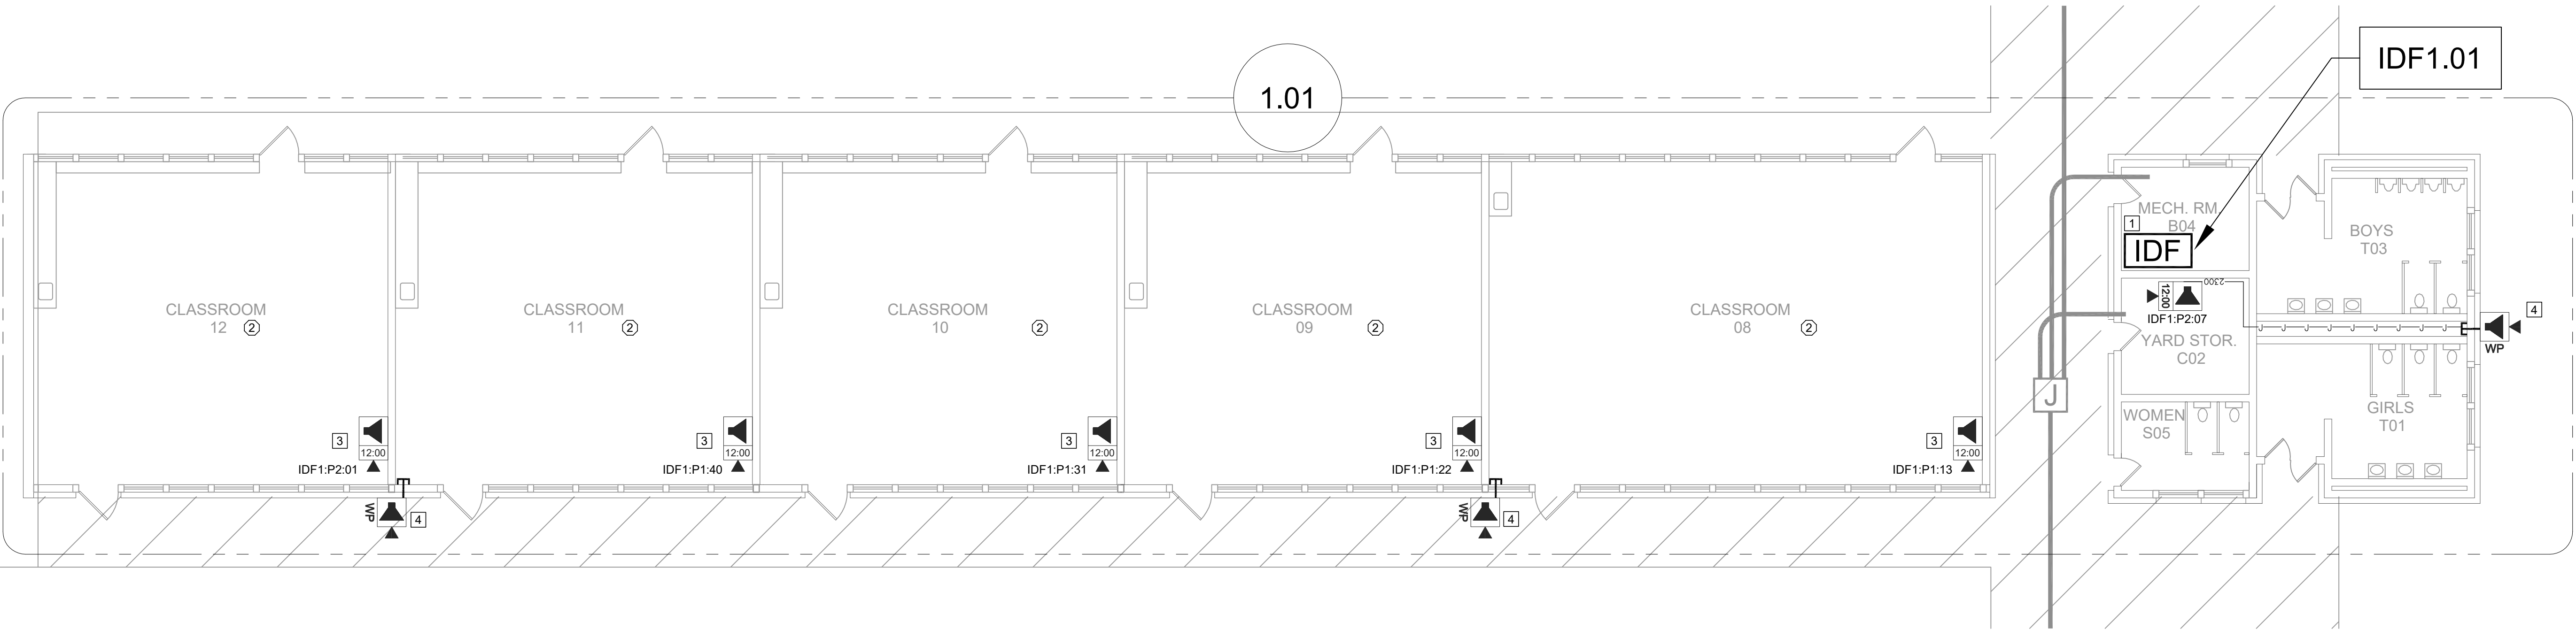 1.01
IDF1.01
MECH. RM.
B04
1
IDF
BOYS
T03
2300
12:00
IDF1:P2:07
YARD STOR.
C02
4
WP
J
WOMEN
S05
GIRLS
T01
CLASSROOM
12
2
CLASSROOM
11
2
CLASSROOM
10
2
CLASSROOM
09
2
CLASSROOM
08
2
3
12:00
IDF1:P2:01
3
12:00
IDF1:P1:40
3
12:00
IDF1:P1:31
3
12:00
IDF1:P1:22
3
12:00
IDF1:P1:13
WP
4
WP
4
J J J J J J J J J